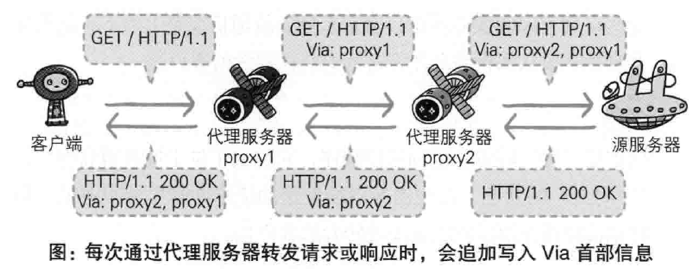 GET / HTTP/1.1
GET / HTTP/1.1
Via: proxy1
GET / HTTP/1.1
Via: proxy2, proxy1
客户端
代理服务器
proxy1
代理服务器
proxy2
源服务器
HTTP/1.1 200 OK
Via: proxy2, proxy1
HTTP/1.1 200 OK
Via: proxy2
HTTP/1.1 200 OK
图：每次通过代理服务器转发请求或响应时，会追加写入 Via 首部信息